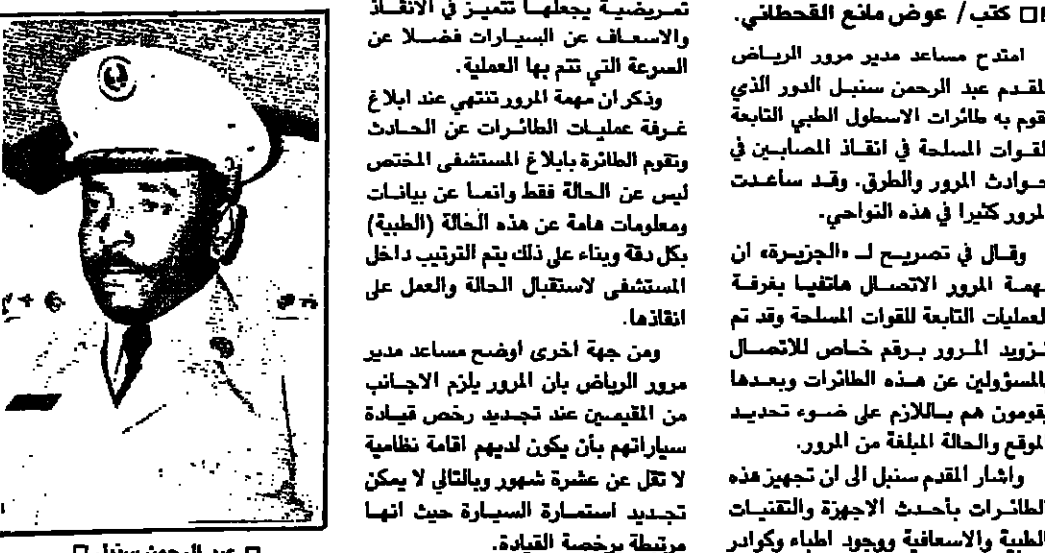 كتب/ عوض مانع القحطاني.
امتدح مساعد مدير مرور الرياض
المقدم عبد الرحمن سنبل الدور الذي
تقوم به طائرات الاسطول الطبي التابعة
للقوات المسلحة في انقاذ المصابين في
حوادث المرور والطرق. وقد ساعدت
المرور كثيرا في هذه النواحي.
وقال في تصريح لـ «الجزيرة» ان
مهمة المرور الاتصال هاتفيا بغرفة
العمليات التابعة للقوات المسلحة وقد تم
تزويد المرور برقم خاص للاتصال
بالمسؤولين عن هذه الطائرات وبعدها
يقومون هم باللازم على ضوء تحديد
الموقع والحالة المبلغة من المرور.
واشار المقدم سنبل الى ان تجهيز هذه
الطائرات بأحدث الاجهزة والتقنيات
الطبية والاسعافية ووجود اطباء وكوادر
تمريضية يجعلها تتميز في الانقاذ
والاسعاف عن السيارات فضلا عن
السرعة التي تتم بها العملية.
وذكر ان مهمة المرور تنتهي عند ابلاغ
غرفة عمليات الطائرات عن الحادث
وتقوم الطائرة بابلاغ المستشفى المختص
ليس عن الحالة فقط وانما عن بيانات
ومعلومات هامة عن هذه الحالة (الطبية)
بكل دقة وبناء على ذلك يتم الترتيب داخل
المستشفى لاستقبال الحالة والعمل على
انقاذها.
ومن جهة اخرى اوضح مساعد مدير
مرور الرياض بان المرور يلزم الاجانب
من المقيمين عند تجديد رخص قيادة
سياراتهم بأن يكون لديهم اقامة نظامية
لا تقل عن عشرة شهور وبالتالي لا يمكن
تجديد استمارة السيارة حيث انها
مرتبطة برخصة القيادة.
عبد الرحمن سنبل